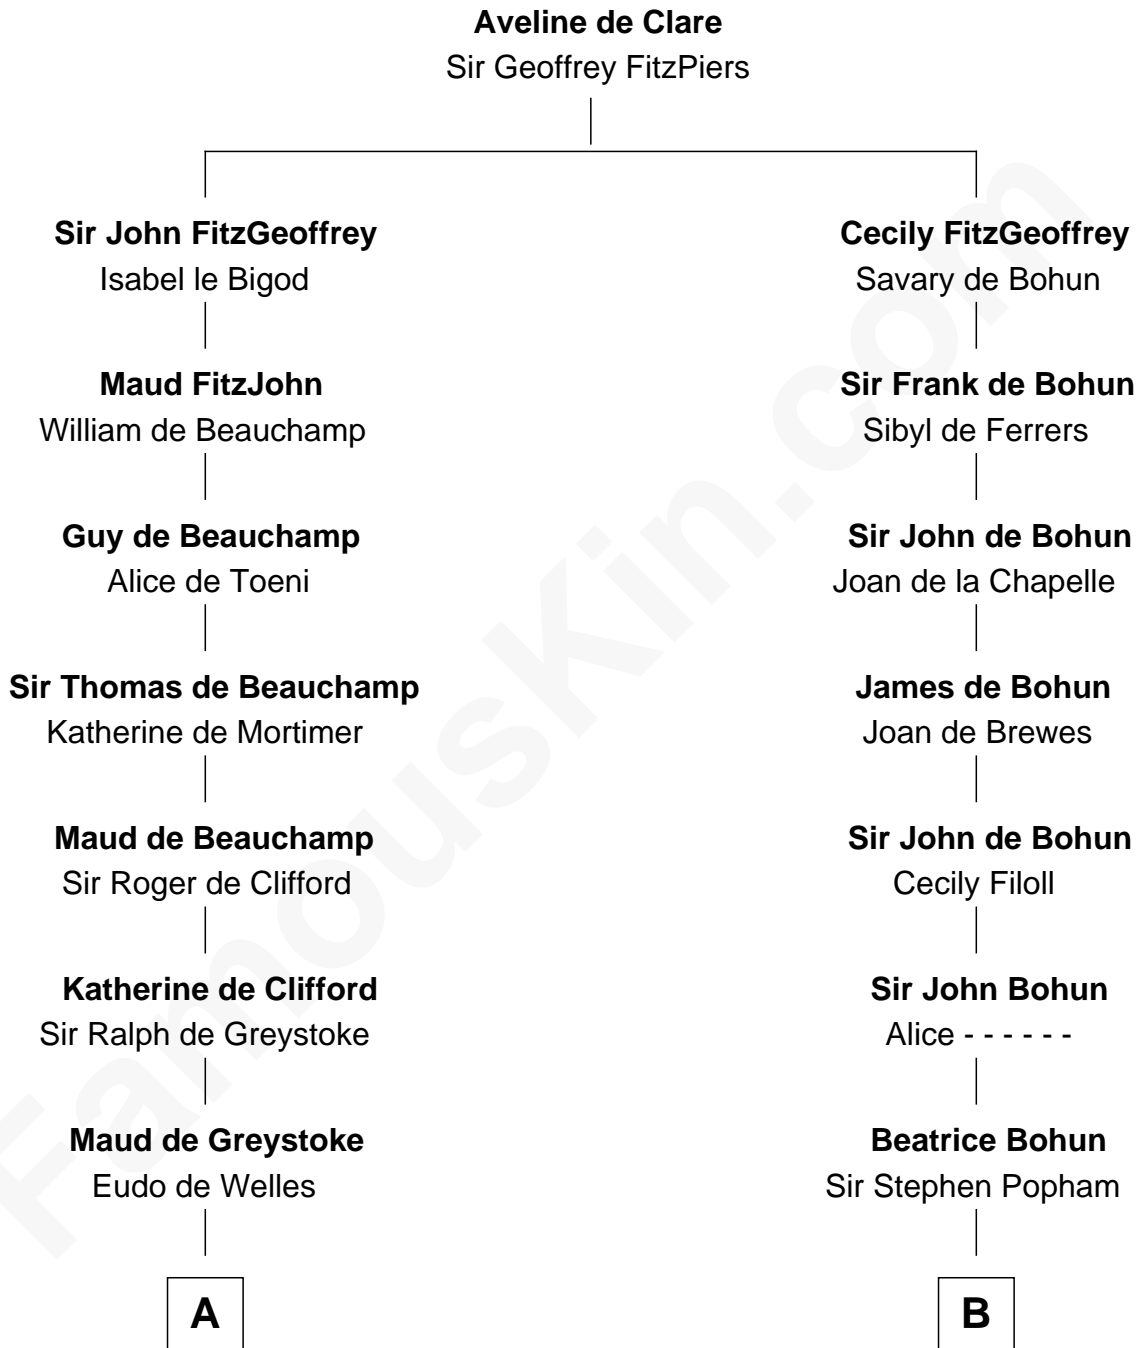 Aveline de Clare
Sir Geoffrey FitzPiers
Sir John FitzGeoffrey
Isabel le Bigod
Maud FitzJohn
William de Beauchamp
Guy de Beauchamp
Alice de Toeni
Sir Thomas de Beauchamp
Katherine de Mortimer
Maud de Beauchamp
Sir Roger de Clifford
Katherine de Clifford
Sir Ralph de Greystoke
Maud de Greystoke
Eudo de Welles
A
Cecily FitzGeoffrey
Savary de Bohun
Sir Frank de Bohun
Sibyl de Ferrers
Sir John de Bohun
Joan de la Chapelle
James de Bohun
Joan de Brewes
Sir John de Bohun
Cecily Filoll
Sir John Bohun
Alice - - - - - -
Beatrice Bohun
Sir Stephen Popham
B
FamousKin.com